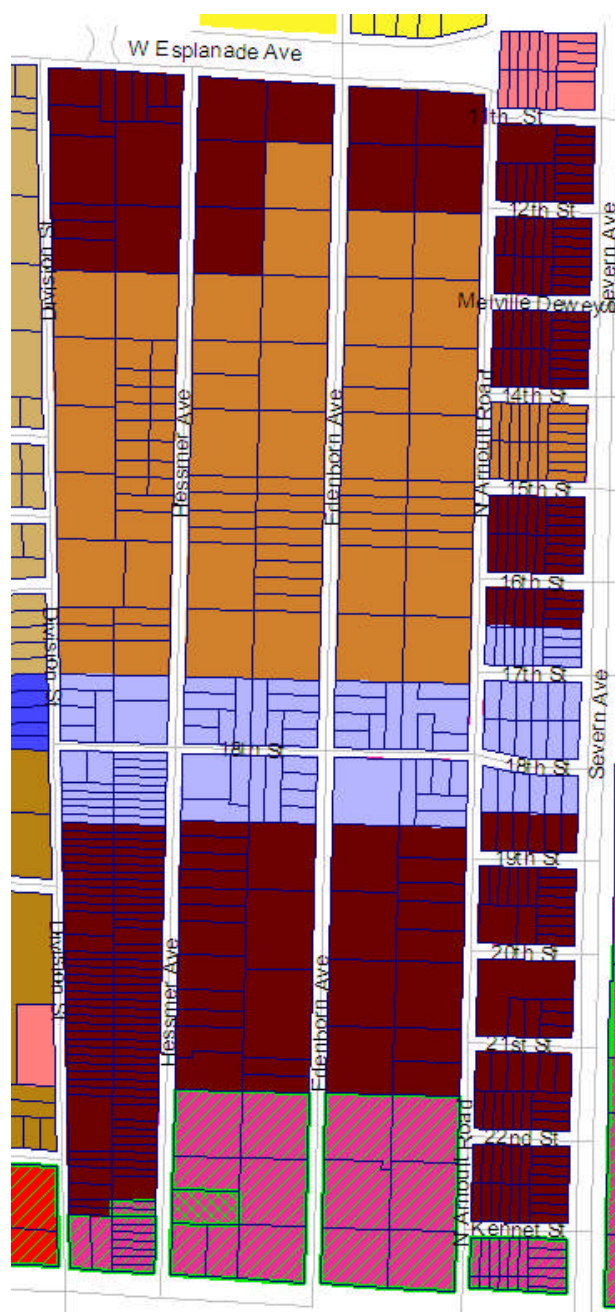 W Esplanade Ave
11th St
12th St
Severn Ave
Division St
Melville Dewey
14th St
Hessmer Ave
Edenborn Ave
N Arnoult Road
15th St
16th St
Division St
17th St
Severn Ave
18th St
18th St
19th St
Division St
Hessmer Ave
Edenborn Ave
20th St
21st St
N Arnoult Road
22nd St
Kennet St